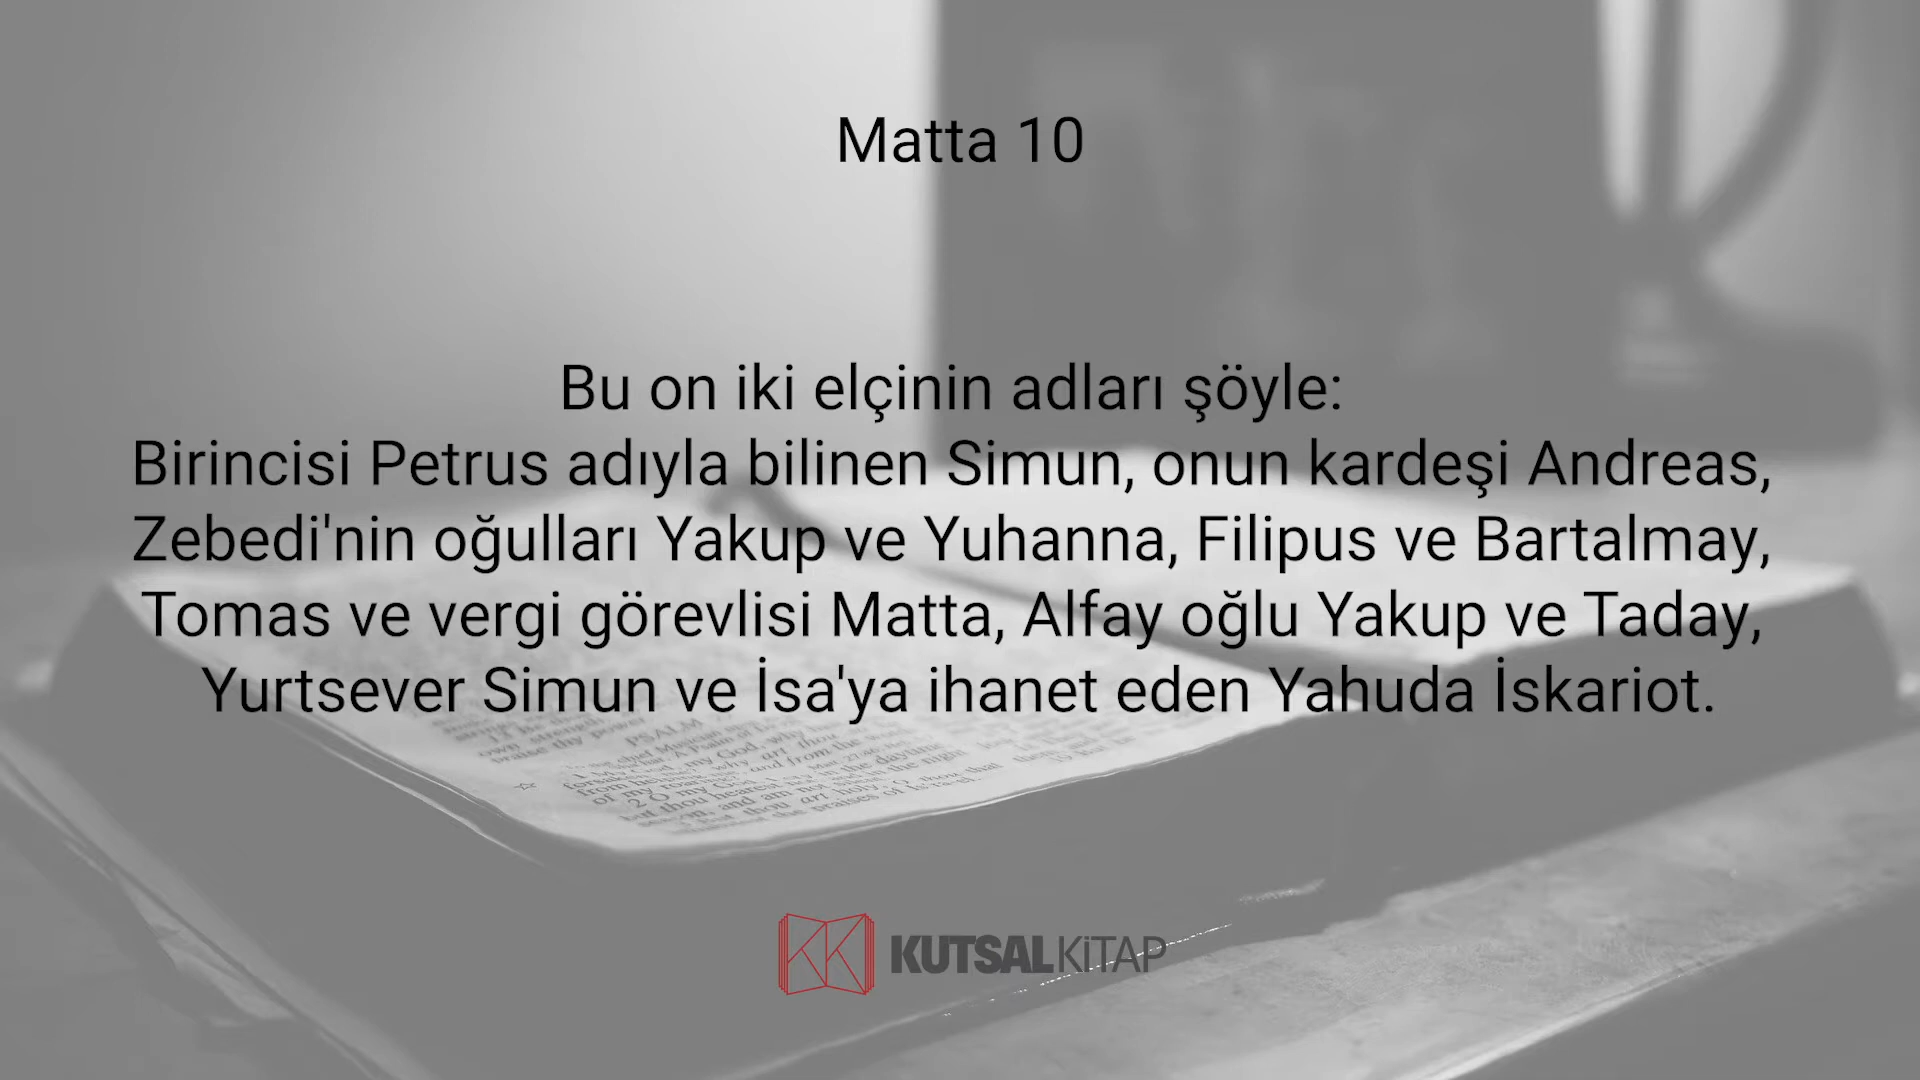 Matta 10
Bu on iki elçinin adları şöyle:
Birincisi Petrus adıyla bilinen Simun, onun kardeşi Andreas,
Zebedi'nin oğulları Yakup ve Yuhanna, Filipus ve Bartalmay,
Tomas ve vergi görevlisi Matta, Alfay oğlu Yakup ve Taday,
Yurtsever Simun ve İsa'ya ihanet eden Yahuda İskariot.
PSALM
KUTSALKİTAP